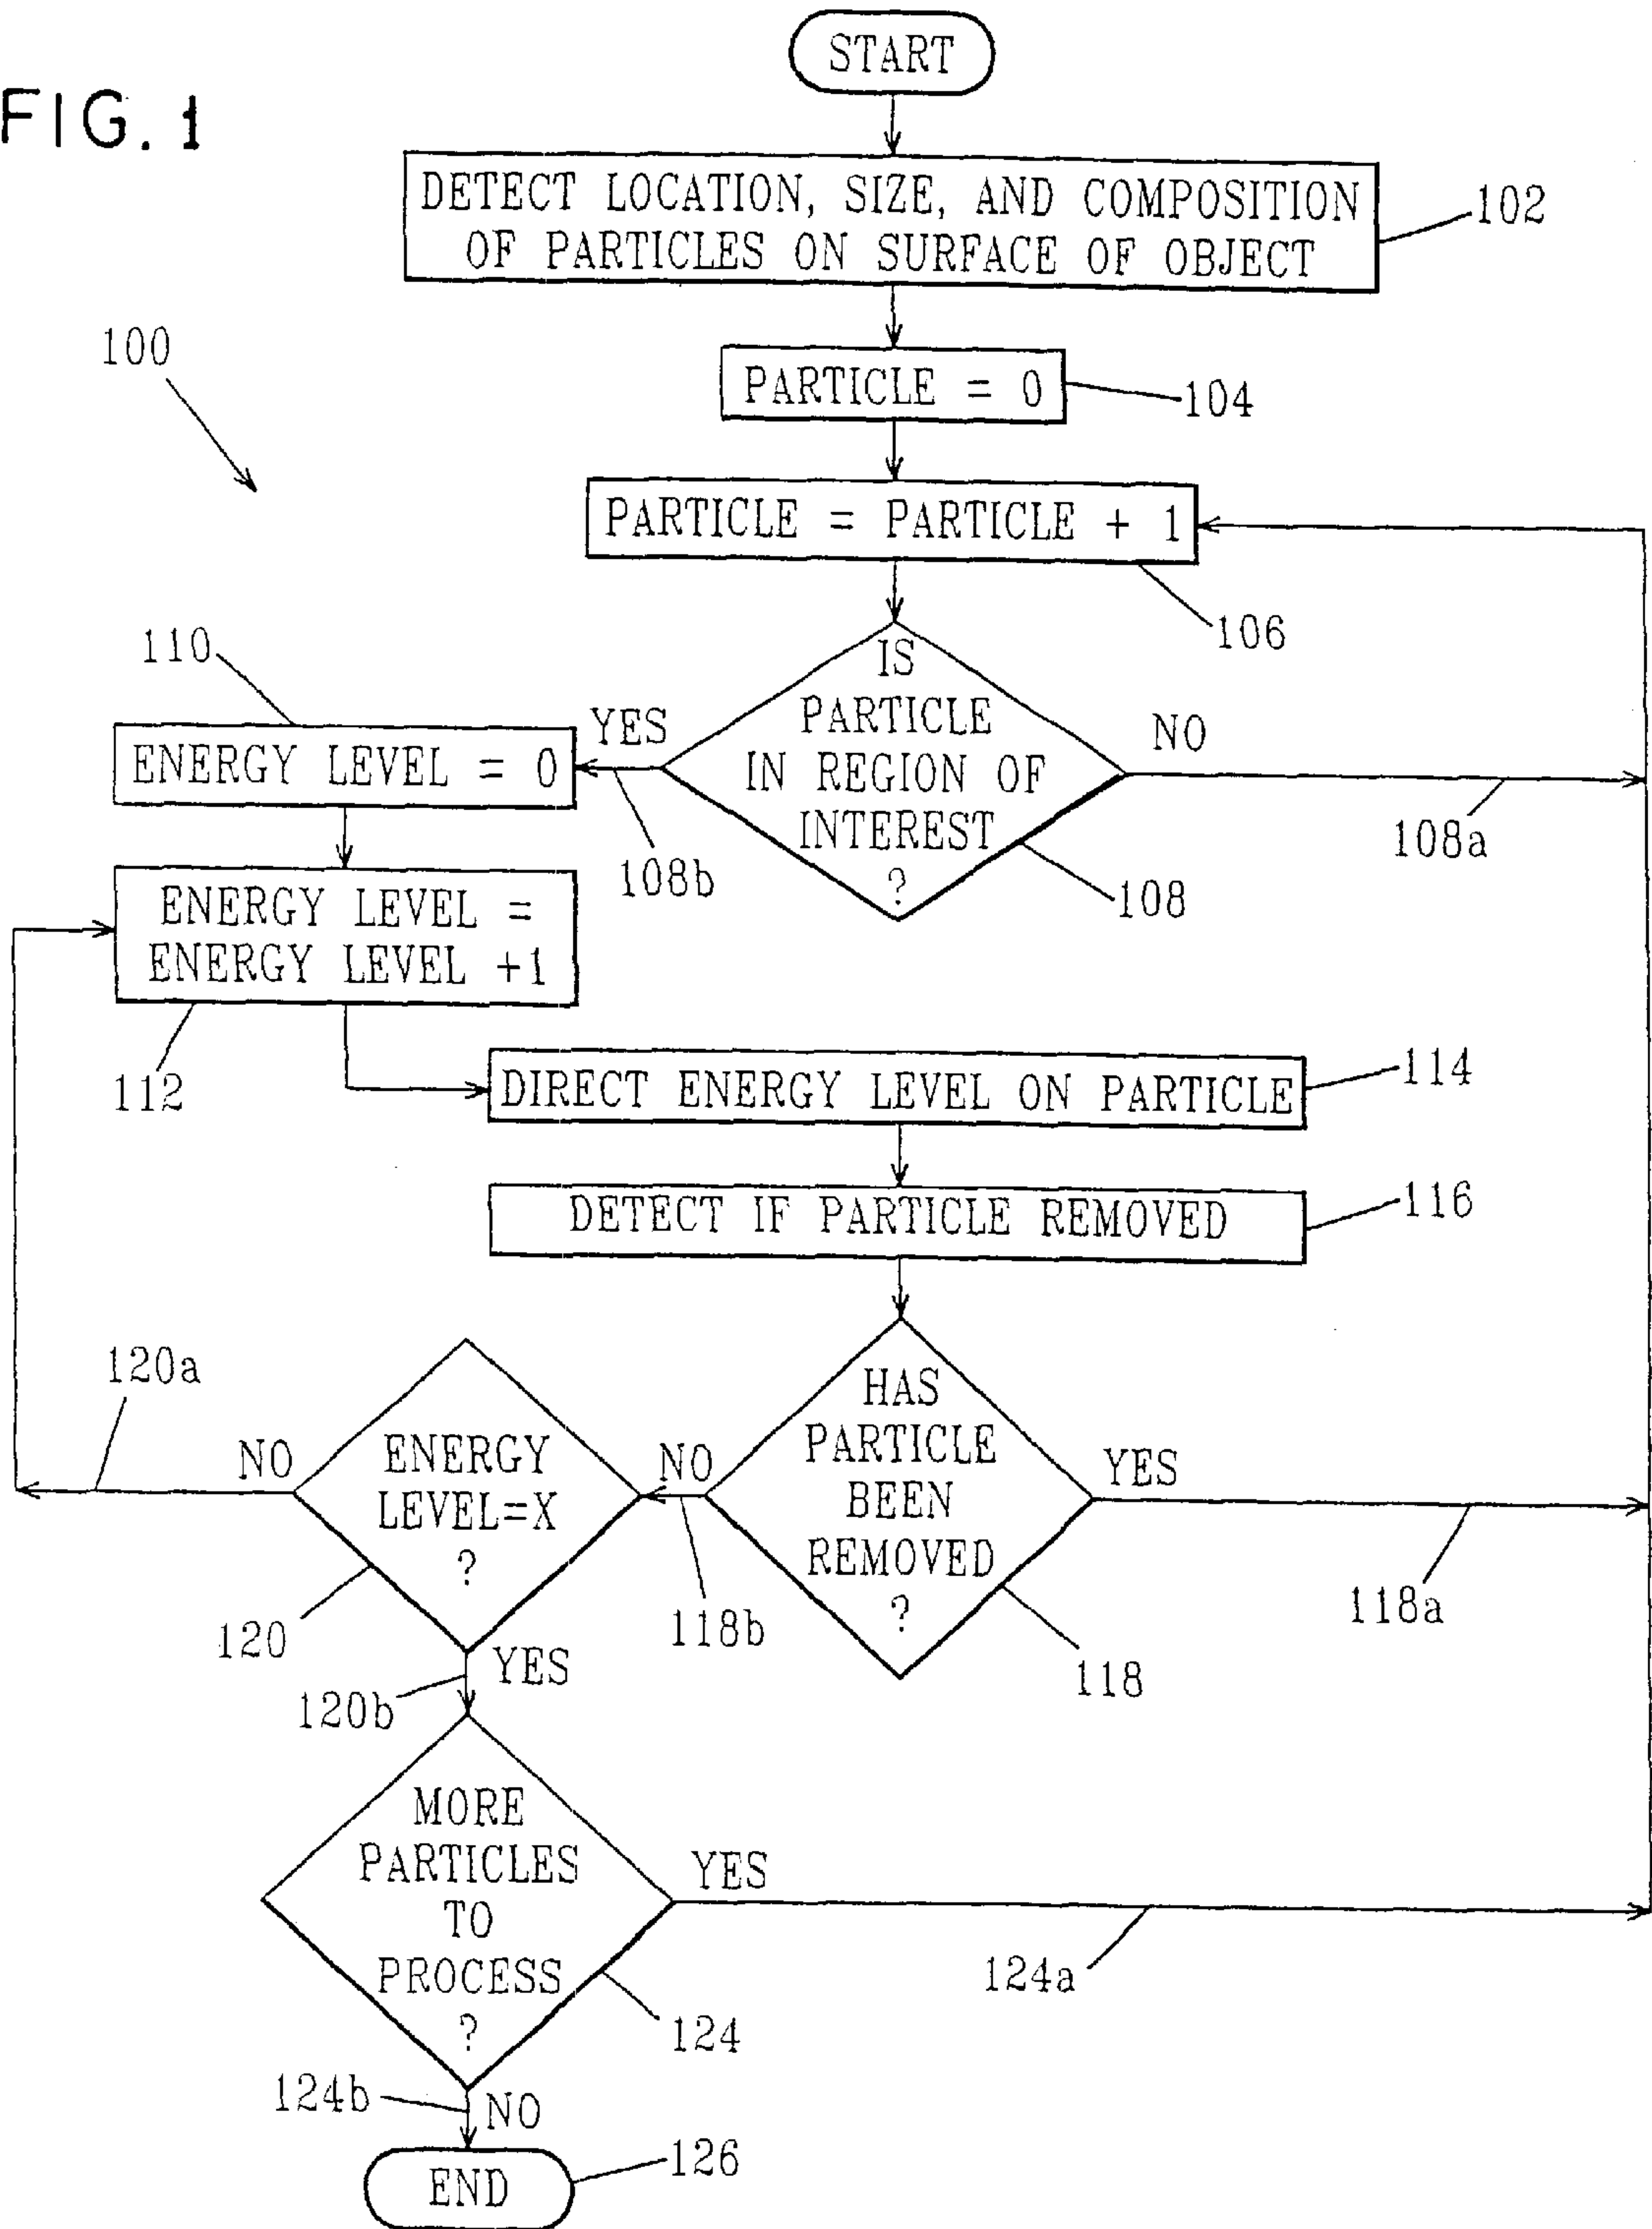 START
FIG. 1
DETECT LOCATION, SIZE, AND COMPOSITION
OF PARTICLES ON SURFACE OF OBJECT
102
100
PARTICLE = 0
104
PARTICLE = PARTICLE + 1
106
110
IS
PARTICLE
IN REGION OF
INTEREST
?
YES
NO
ENERGY LEVEL = 0
108b
108
108a
ENERGY LEVEL =
ENERGY LEVEL +1
112
DIRECT ENERGY LEVEL ON PARTICLE
114
DETECT IF PARTICLE REMOVED
116
120a
HAS
PARTICLE
BEEN
REMOVED
?
NO
ENERGY
LEVEL=X
?
NO
YES
120
118b
118
118a
YES
120b
MORE
PARTICLES
TO
PROCESS
?
YES
124a
124
124b
NO
END
126